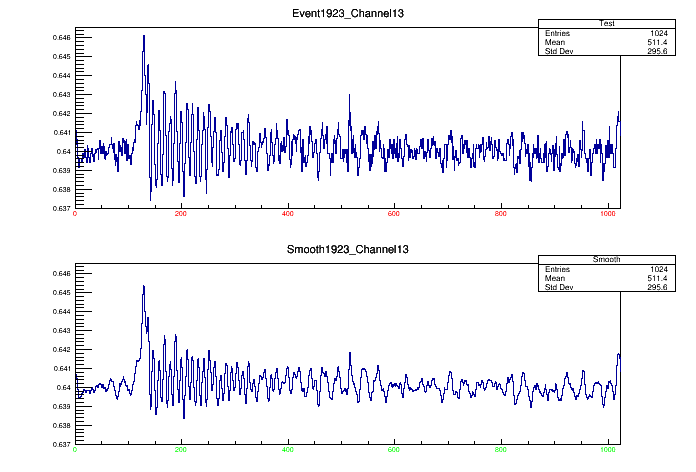 Event1923_Channel13
Test
Entries 1024
Mean 511.4
Std Dev 295.6
0.646
0.645
0.644
0.643
0.642
0.641
0.64
0.639
0.638
0.637
0 200 400 600 800 1000
Smooth1923_Channel13
Smooth
Entries 1024
Mean 511.4
Std Dev 295.6
0.646
0.645
0.644
0.643
0.642
0.641
0.64
0.639
0.638
0.637
0 200 400 600 800 1000